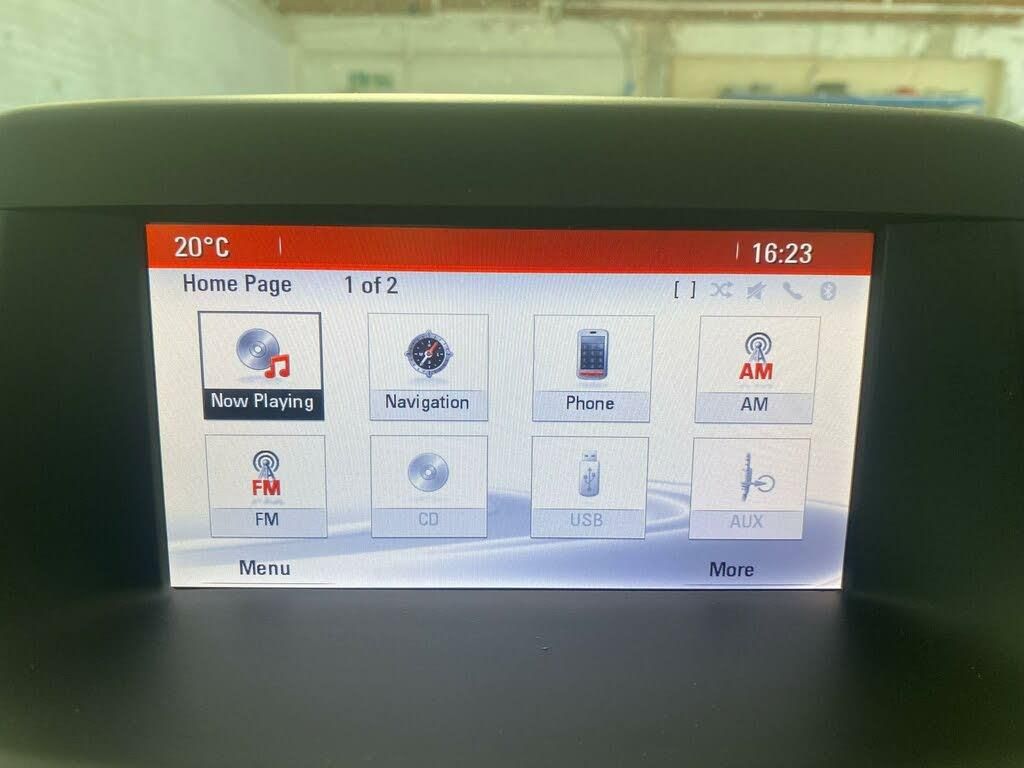 20°C 16:23
Home Page 1 of 2 [ ]
AM
Now Playing Navigation Phone AM
FM
FM CD USB AUX
Menu More